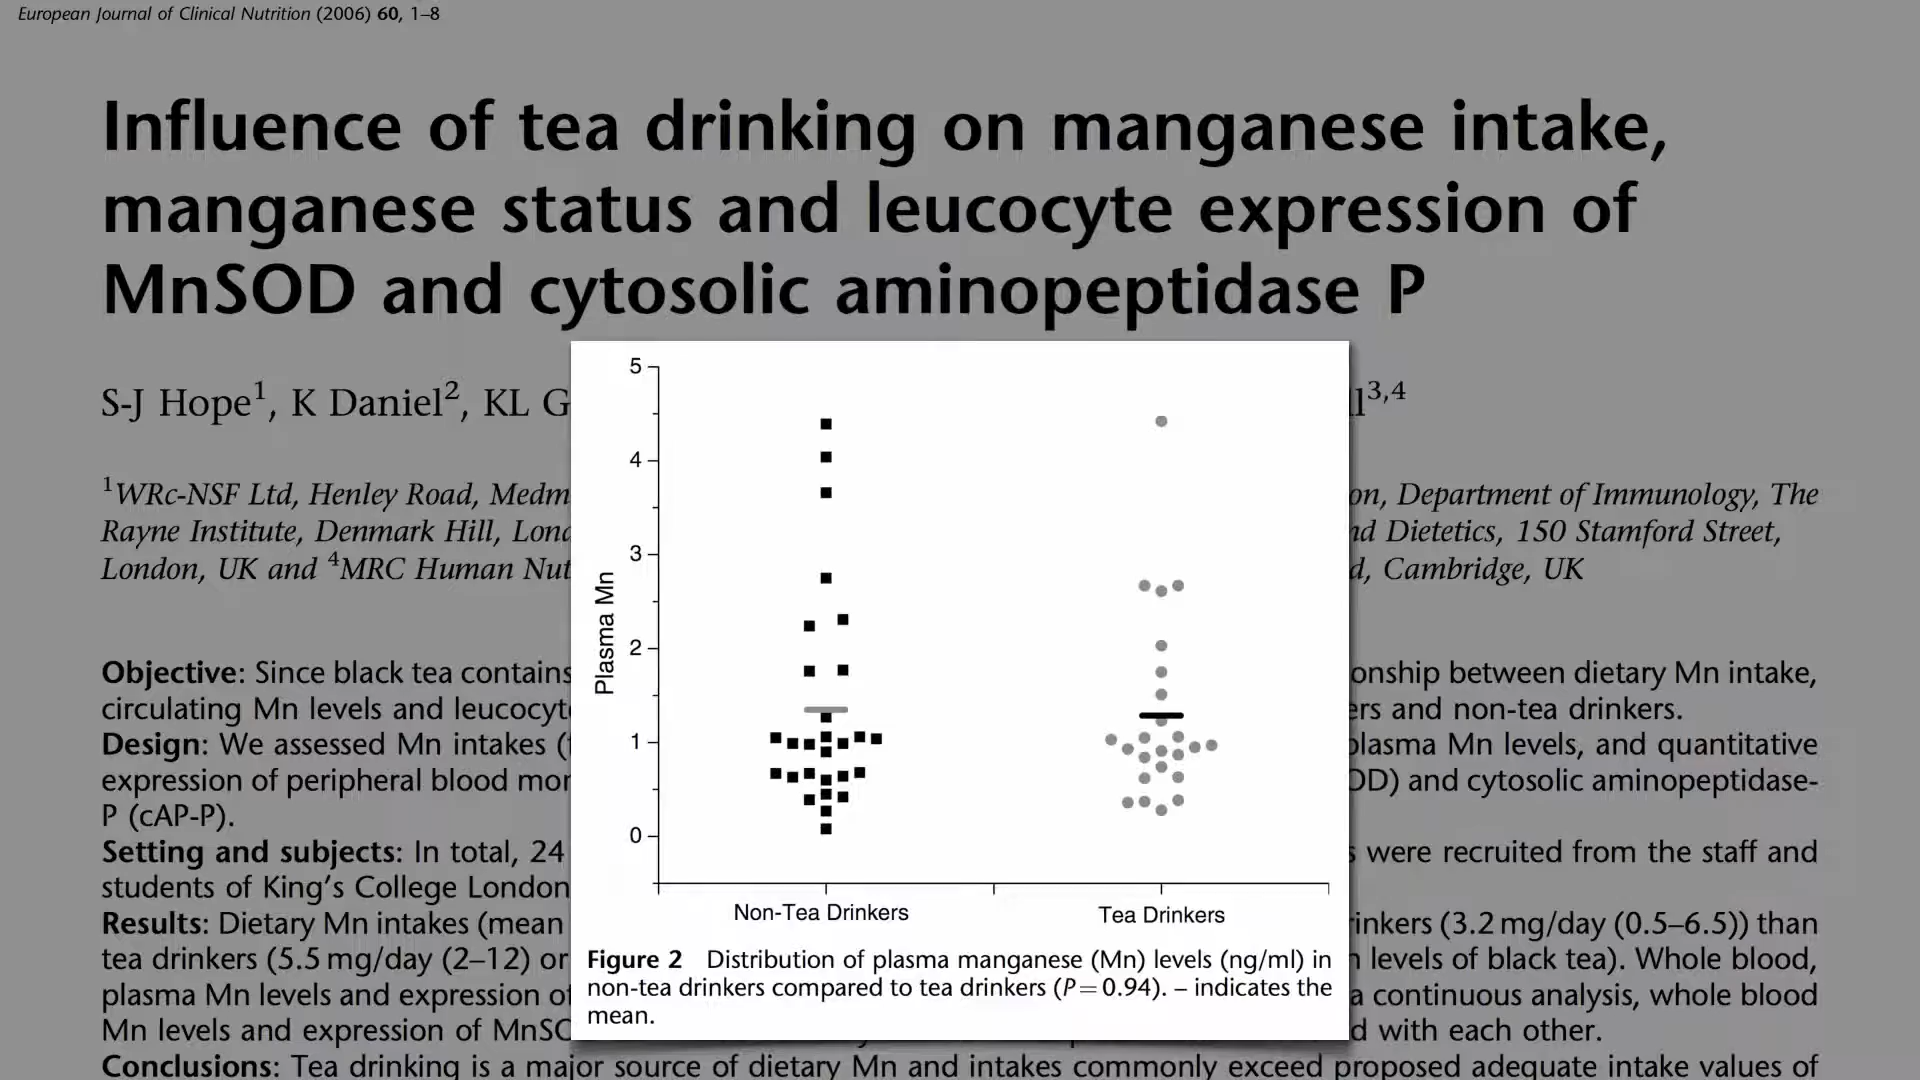 European Journal of Clinical Nutrition (2006) 60, 1–8
Influence of tea drinking on manganese intake,
manganese status and leucocyte expression of
MnSOD and cytosolic aminopeptidase P
S-J Hope1, K Daniel2, KL G
3,4
1WRc-NSF Ltd, Henley Road, Medm
on, Department of Immunology, The
Rayne Institute, Denmark Hill, Lon
nd Dietetics, 150 Stamford Street,
London, UK and 4MRC Human Nut
d, Cambridge, UK
Objective: Since black tea contains
onship between dietary Mn intake,
circulating Mn levels and leucocyt
ers and non-tea drinkers.
Design: We assessed Mn intakes (
plasma Mn levels, and quantitative
expression of peripheral blood mon
OD) and cytosolic aminopeptidase-
P (cAP-P).
Setting and subjects: In total, 24
s were recruited from the staff and
students of King's College London
Results: Dietary Mn intakes (mean
rinkers (3.2 mg/day (0.5–6.5)) than
tea drinkers (5.5 mg/day (2–12) or
levels of black tea). Whole blood,
plasma Mn levels and expression of
a continuous analysis, whole blood
Mn levels and expression of MnSO
d with each other.
Conclusions: Tea drinking is a major source of dietary Mn and intakes commonly exceed proposed adequate intake values of
5
4
3
2
1
0
Plasma Mn
Non-Tea Drinkers
Tea Drinkers
Figure 2 Distribution of plasma manganese (Mn) levels (ng/ml) in
non-tea drinkers compared to tea drinkers (P=0.94). – indicates the
mean.